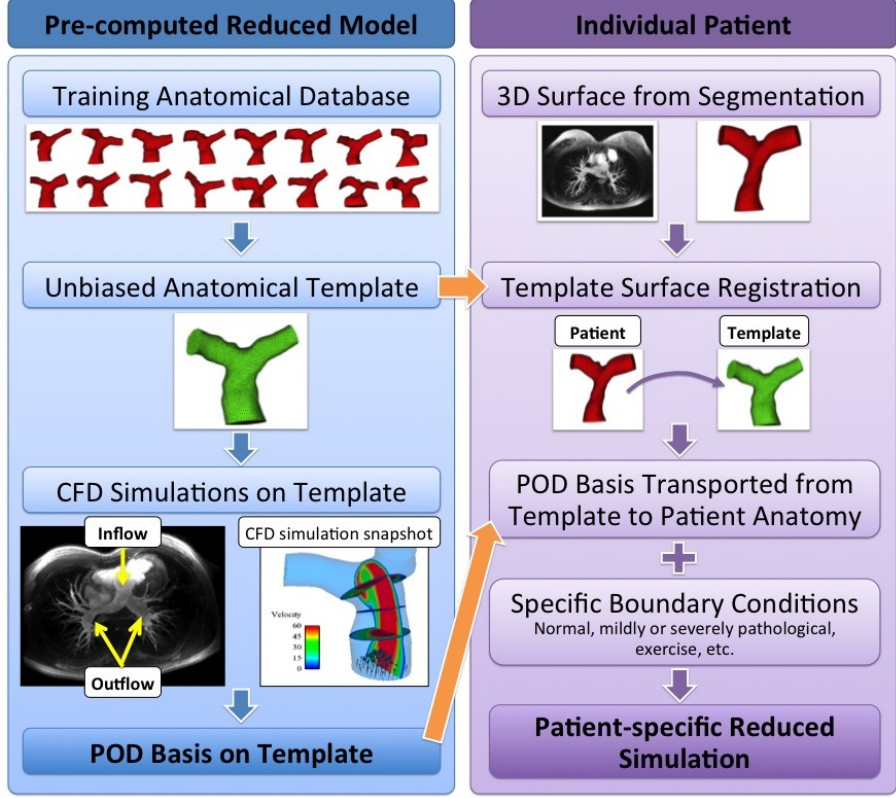 Pre-computed Reduced Model
Training Anatomical Database
Unbiased Anatomical Template
CFD Simulations on Template
Inflow
Outflow
CFD simulation snapshot
Velocity
60
45
30
15
0
POD Basis on Template
Individual Patient
3D Surface from Segmentation
Template Surface Registration
Patient
Template
POD Basis Transported from
Template to Patient Anatomy
Specific Boundary Conditions
Normal, mildly or severely pathological,
exercise, etc.
Patient-specific Reduced
Simulation